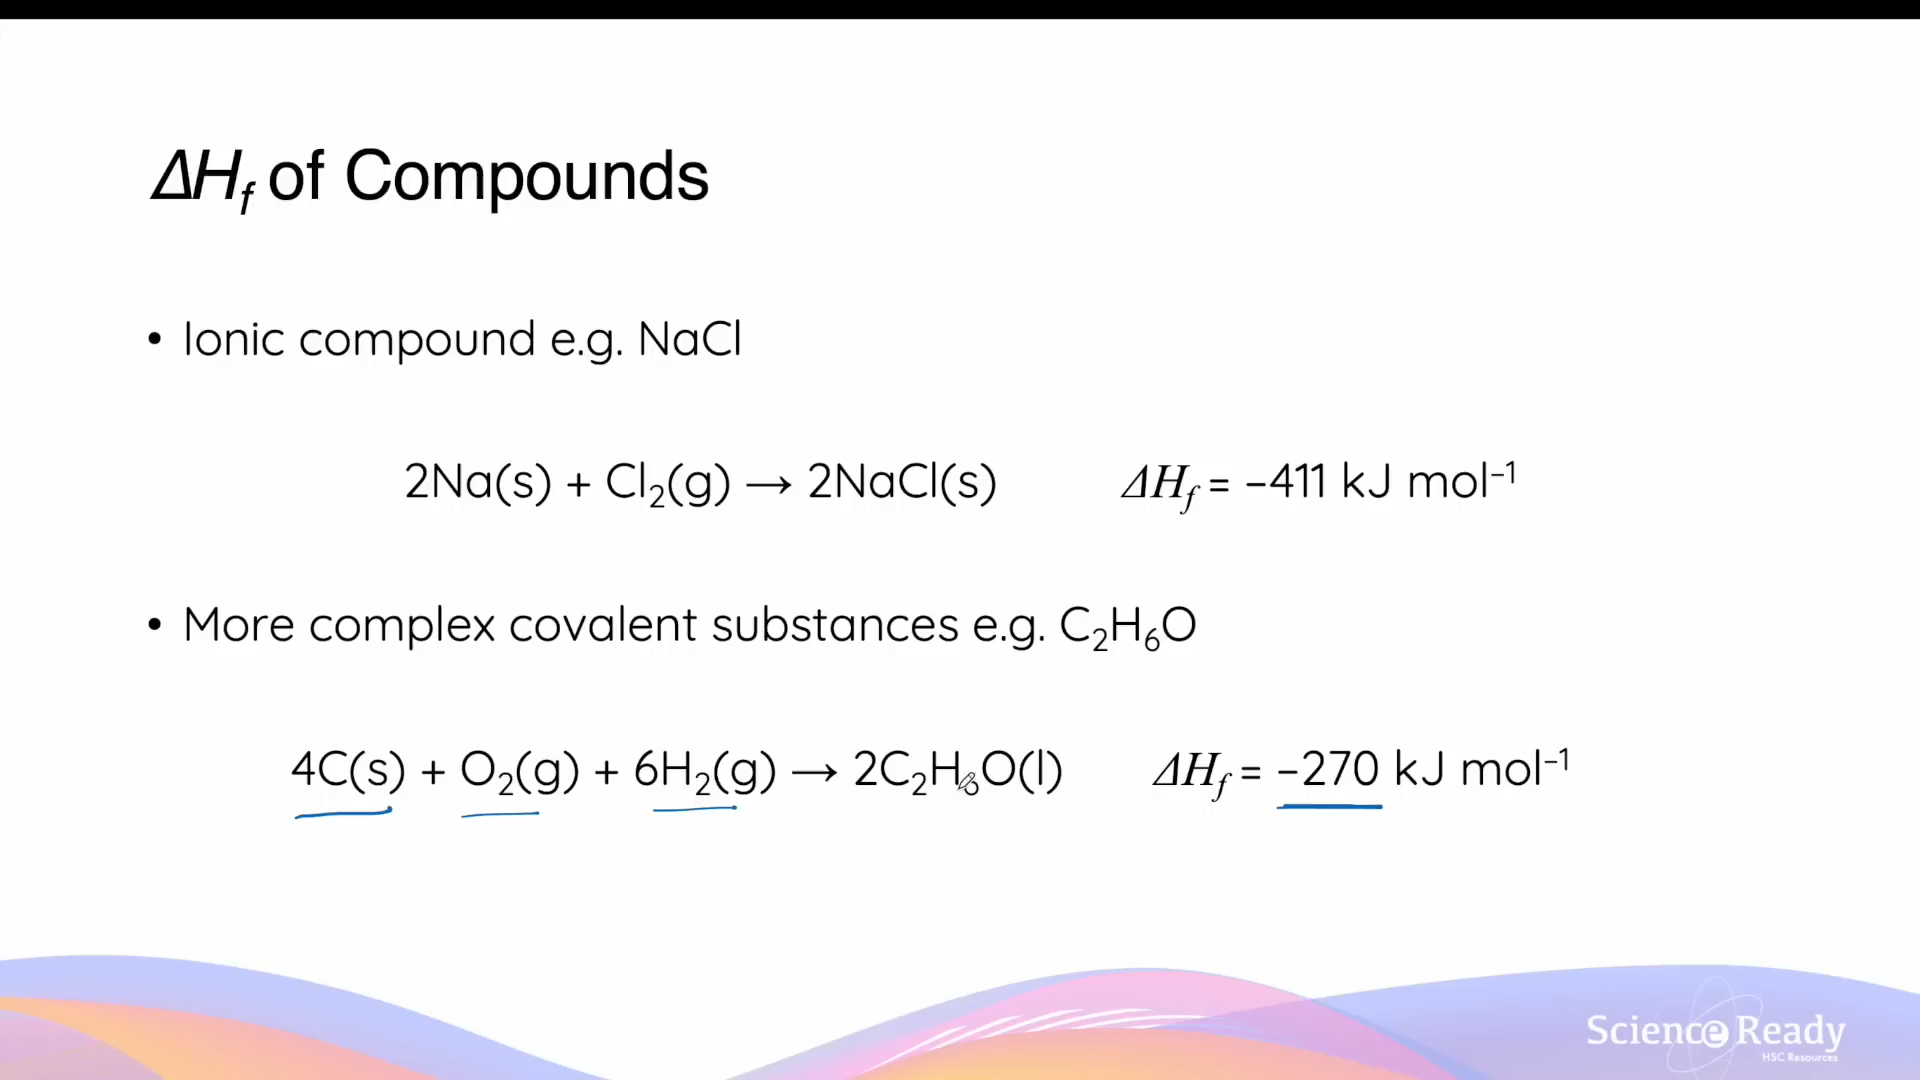 ΔH_f of Compounds
• Ionic compound e.g. NaCl
2Na(s) + Cl₂(g) → 2NaCl(s) ΔH_f = −411 kJ mol⁻¹
• More complex covalent substances e.g. C₂H₆O
4C(s) + O₂(g) + 6H₂(g) → 2C₂H₆O(l) ΔH_f = −270 kJ mol⁻¹
Science Ready
HSC Resources